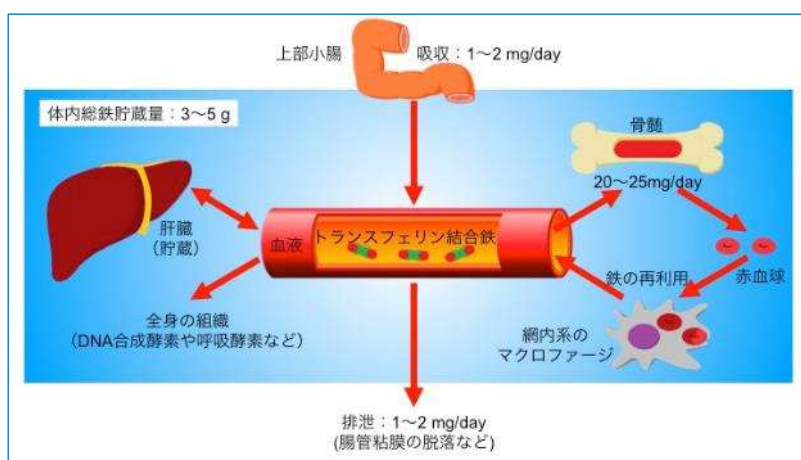 上部小腸
吸収：1〜2 mg/day
体内総鉄貯蔵量：3〜5 g
骨髄
20〜25mg/day
肝臓
（貯蔵）
血液
トランスフェリン結合鉄
鉄の再利用
赤血球
全身の組織
（DNA合成酵素や呼吸酵素など）
網内系の
マクロファージ
排泄：1〜2 mg/day
(腸管粘膜の脱落など)